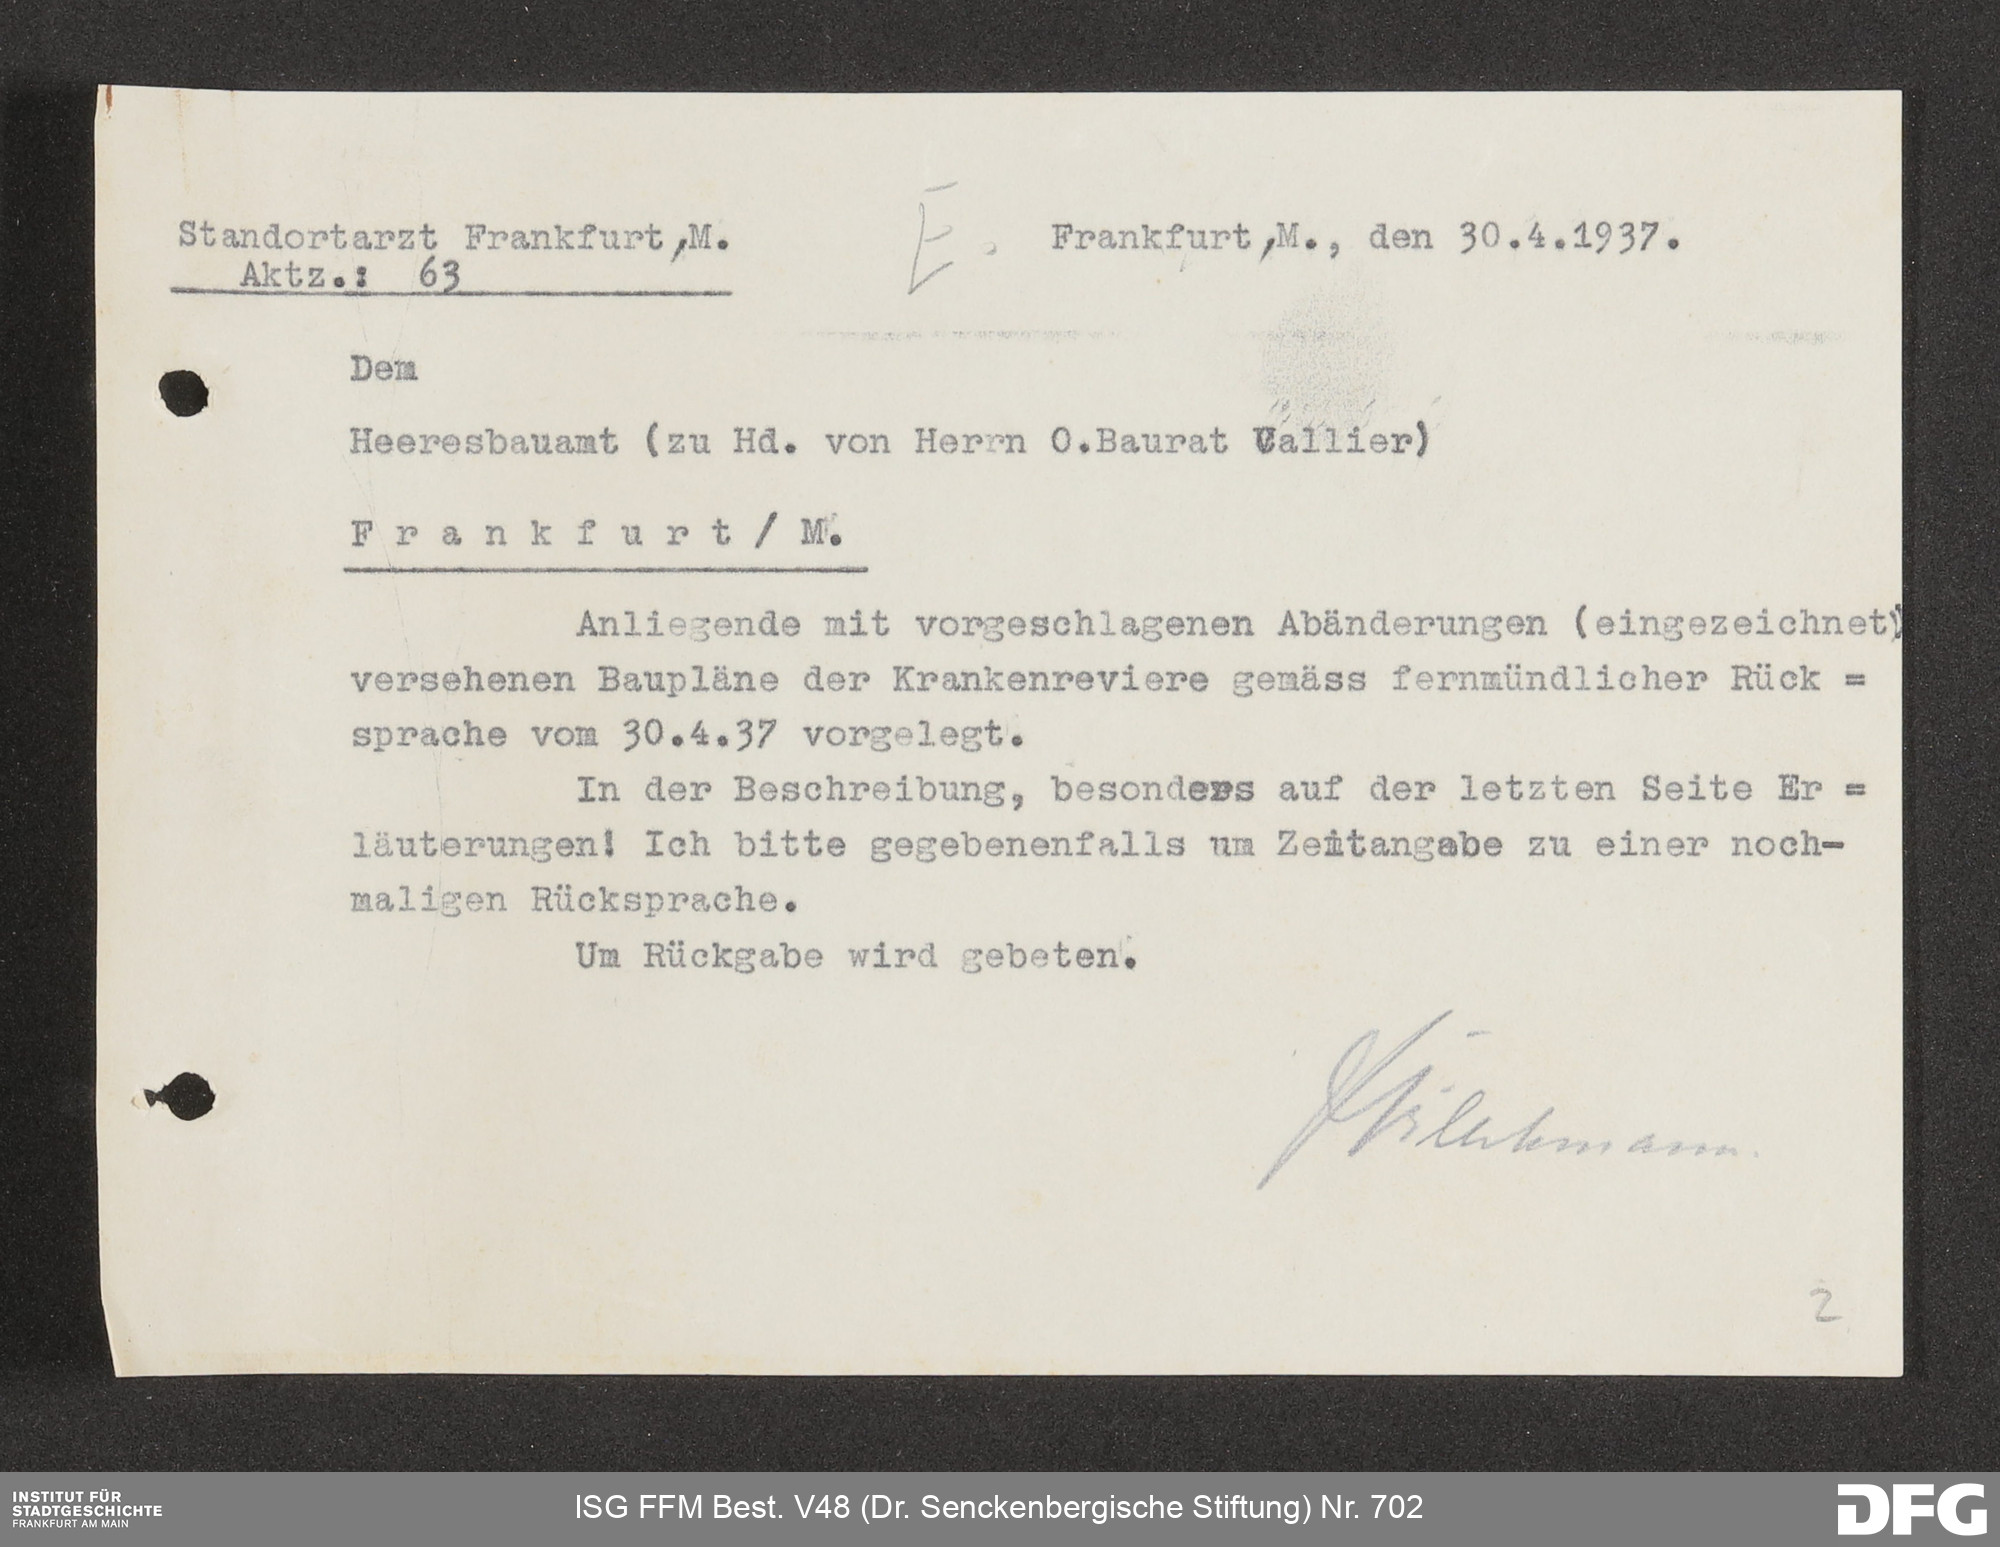 Standortarzt Frankfurt,M.
Aktz.: 63
E.
Frankfurt,M., den 30.4.1937.
Dem
Heeresbauamt (zu Hd. von Herrn O.Baurat Callier)
Frankfurt/M.
Anliegende mit vorgeschlagenen Abänderungen (eingezeichnet)
versehenen Baupläne der Krankenreviere gemäss fernmündlicher Rück =
sprache vom 30.4.37 vorgelegt.
In der Beschreibung, besonders auf der letzten Seite Er =
läuterungen! Ich bitte gegebenenfalls um Zeitangabe zu einer noch-
maligen Rücksprache.
Um Rückgabe wird gebeten.
2
INSTITUT FÜR
STADTGESCHICHTE
FRANKFURT AM MAIN
ISG FFM Best. V48 (Dr. Senckenbergische Stiftung) Nr. 702
DFG